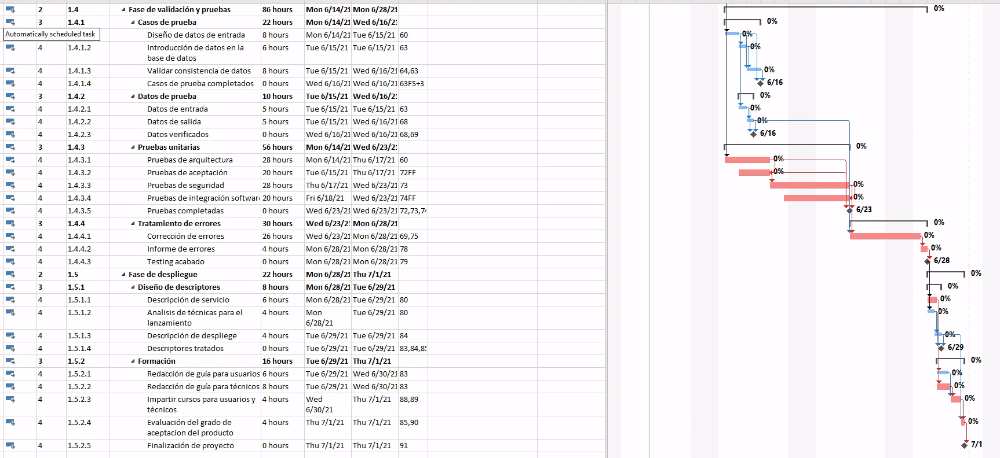 2 1.4 Fase de validación y pruebas 86 hours Mon 6/14/21 Mon 6/28/21 0%
3 1.4.1 Casos de prueba 22 hours Mon 6/14/21 Wed 6/16/21 0%
Automatically scheduled task Diseño de datos de entrada 8 hours Mon 6/14/21 Tue 6/15/21 60 0%
4 1.4.1.2 Introducción de datos en la 6 hours Tue 6/15/21 Tue 6/15/21 63 0%
base de datos
4 1.4.1.3 Validar consistencia de datos 8 hours Tue 6/15/21 Wed 6/16/21 64,63 0%
4 1.4.1.4 Casos de prueba completados 0 hours Wed 6/16/21 Wed 6/16/21 63FS+3 6/16
3 1.4.2 Datos de prueba 10 hours Tue 6/15/21 Wed 6/16/21 0%
4 1.4.2.1 Datos de entrada 5 hours Tue 6/15/21 Tue 6/15/21 63 0%
4 1.4.2.2 Datos de salida 5 hours Tue 6/15/21 Wed 6/16/21 68 0%
4 1.4.2.3 Datos verificados 0 hours Wed 6/16/21 Wed 6/16/21 68,69 6/16
3 1.4.3 Pruebas unitarias 56 hours Mon 6/14/21 Wed 6/23/21 0%
4 1.4.3.1 Pruebas de arquitectura 28 hours Mon 6/14/21 Thu 6/17/21 60 0%
4 1.4.3.2 Pruebas de aceptación 20 hours Tue 6/15/21 Thu 6/17/21 72FF 0%
4 1.4.3.3 Pruebas de seguridad 28 hours Thu 6/17/21 Wed 6/23/21 73 0%
4 1.4.3.4 Pruebas de integración software 20 hours Fri 6/18/21 Wed 6/23/21 74FF 0%
4 1.4.3.5 Pruebas completadas 0 hours Wed 6/23/21 Wed 6/23/21 72,73,74 6/23
3 1.4.4 Tratamiento de errores 30 hours Wed 6/23/21 Mon 6/28/21 0%
4 1.4.4.1 Corrección de errores 26 hours Wed 6/23/21 Mon 6/28/21 69,75 0%
4 1.4.4.2 Informe de errores 4 hours Mon 6/28/21 Mon 6/28/21 78 0%
4 1.4.4.3 Testing acabado 0 hours Mon 6/28/21 Mon 6/28/21 79 6/28
2 1.5 Fase de despliegue 22 hours Mon 6/28/21 Thu 7/1/21 0%
3 1.5.1 Diseño de descriptores 8 hours Mon 6/28/21 Tue 6/29/21 0%
4 1.5.1.1 Descripción de servicio 6 hours Mon 6/28/21 Tue 6/29/21 80 0%
4 1.5.1.2 Analisis de técnicas para el 4 hours Mon Tue 6/29/21 80 0%
lanzamiento 6/28/21
4 1.5.1.3 Descripción de despliege 4 hours Tue 6/29/21 Tue 6/29/21 84 0%
4 1.5.1.4 Descriptores tratados 0 hours Tue 6/29/21 Tue 6/29/21 83,84,85 6/29
3 1.5.2 Formación 16 hours Tue 6/29/21 Thu 7/1/21 0%
4 1.5.2.1 Redacción de guía para usuarios 6 hours Tue 6/29/21 Wed 6/30/21 83 0%
4 1.5.2.2 Redacción de guía para técnicos 8 hours Tue 6/29/21 Wed 6/30/21 83 0%
4 1.5.2.3 Impartir cursos para usuarios y 4 hours Wed Thu 7/1/21 88,89 0%
técnicos 6/30/21
4 1.5.2.4 Evaluación del grado de 4 hours Thu 7/1/21 Thu 7/1/21 85,90 0%
aceptacion del producto
4 1.5.2.5 Finalización de proyecto 0 hours Thu 7/1/21 Thu 7/1/21 91 7/1